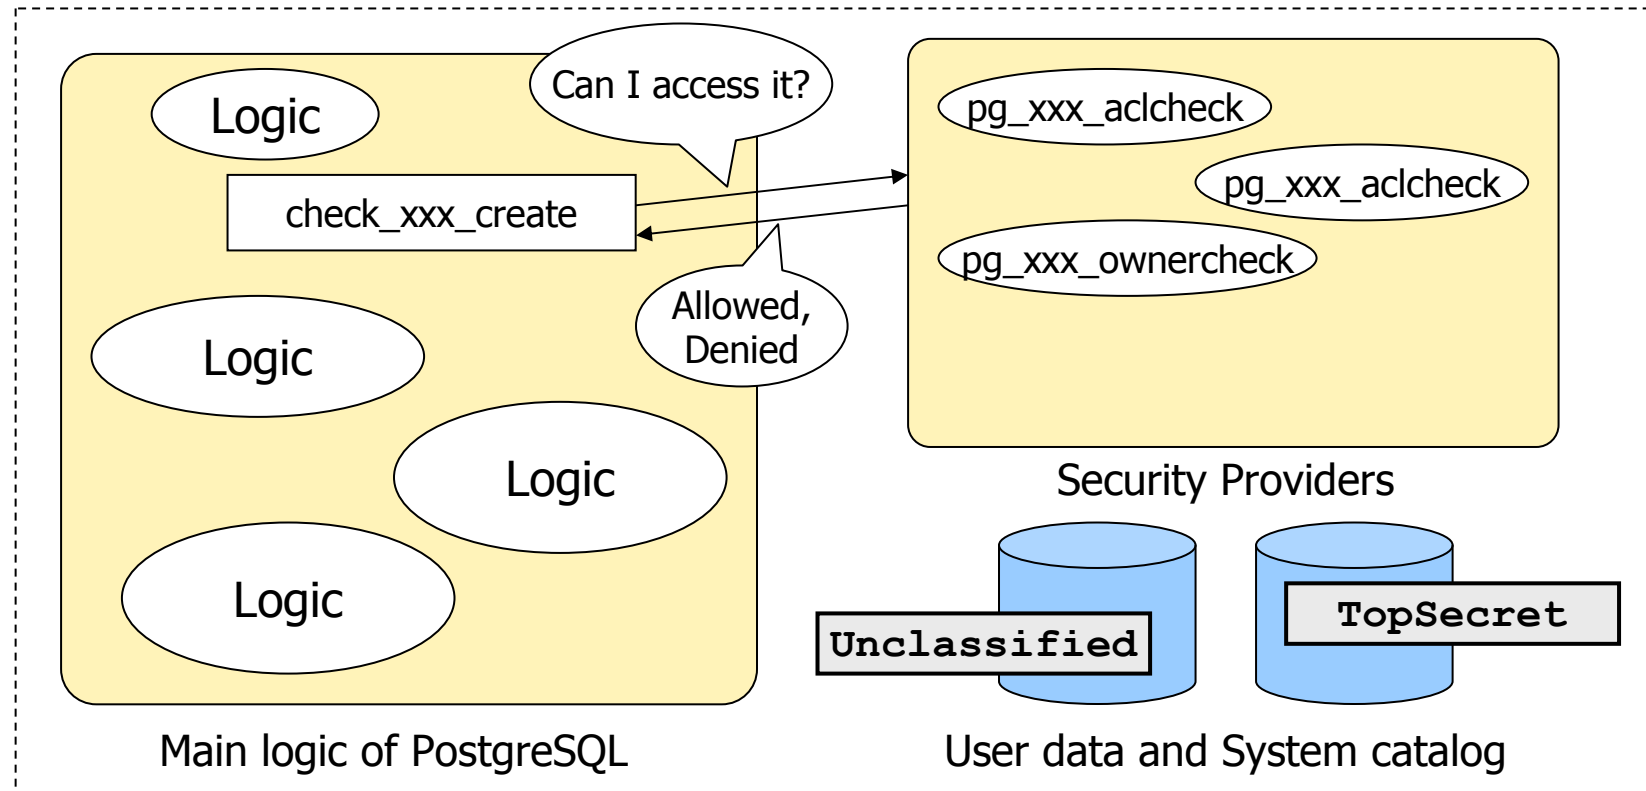 Can I access it?
Logic
check_xxx_create
Allowed,
Denied
Logic
Logic
Logic
Main logic of PostgreSQL
pg_xxx_aclcheck
pg_xxx_aclcheck
pg_xxx_ownercheck
Security Providers
Unclassified
TopSecret
User data and System catalog